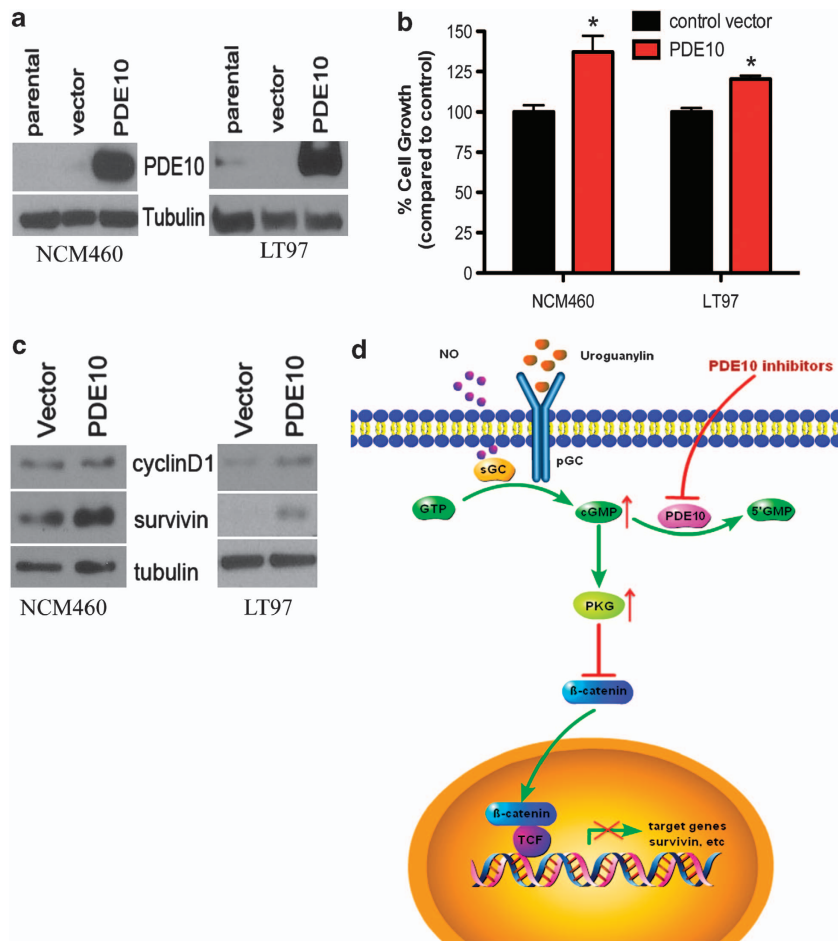 a
parental
vector
PDE10
parental
vector
PDE10
PDE10
Tubulin
NCM460
LT97
b
control vector
PDE10
% Cell Growth
(compared to control)
150
125
100
75
50
25
0
*
*
NCM460
LT97
c
Vector
PDE10
Vector
PDE10
cyclinD1
survivin
tubulin
NCM460
LT97
d
NO
Uroguanylin
PDE10 inhibitors
sGC
pGC
GTP
cGMP
PDE10
5'GMP
PKG
ß-catenin
ß-catenin
TCF
target genes
survivin, etc